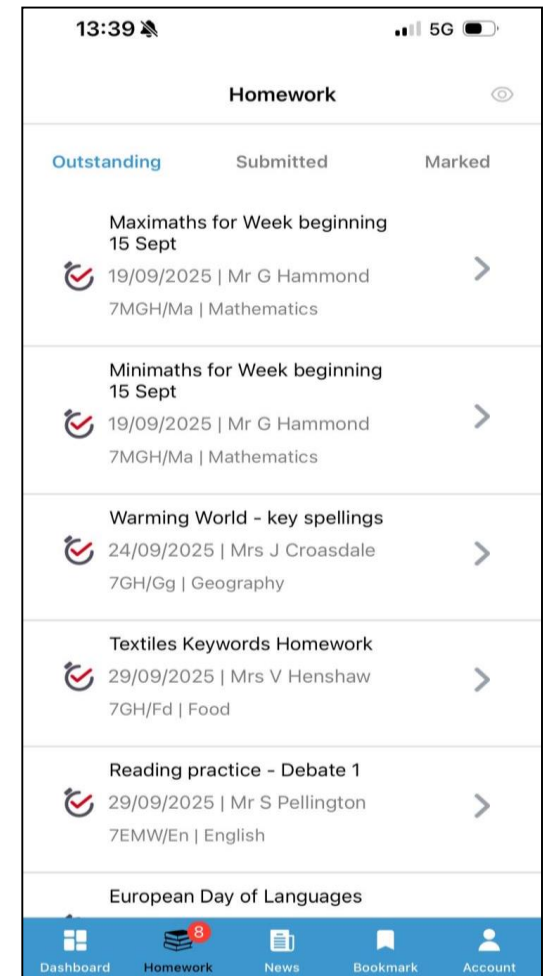 13:39
5G
Homework
Outstanding Submitted Marked
Maximaths for Week beginning
15 Sept
19/09/2025 | Mr G Hammond
7MGH/Ma | Mathematics
Minimaths for Week beginning
15 Sept
19/09/2025 | Mr G Hammond
7MGH/Ma | Mathematics
Warming World - key spellings
24/09/2025 | Mrs J Croasdale
7GH/Gg | Geography
Textiles Keywords Homework
29/09/2025 | Mrs V Henshaw
7GH/Fd | Food
Reading practice - Debate 1
29/09/2025 | Mr S Pellington
7EMW/En | English
European Day of Languages
8
Dashboard Homework News Bookmark Account